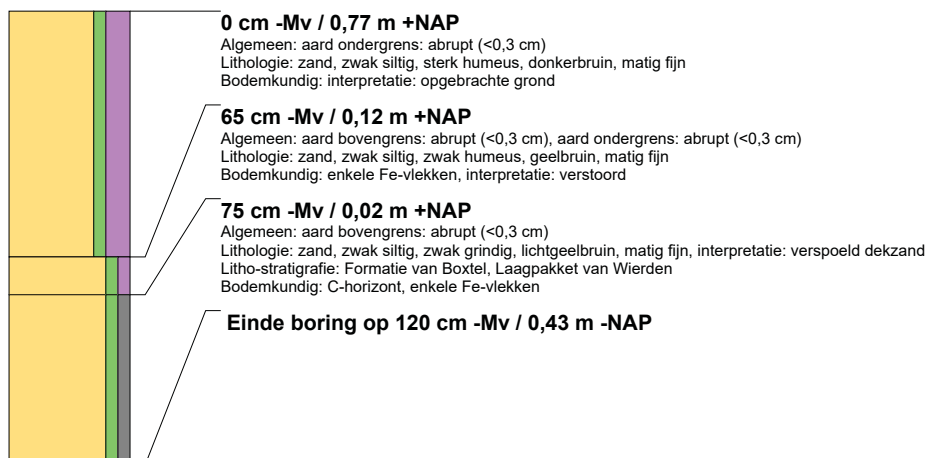 0 cm -Mv / 0,77 m +NAP
Algemeen: aard ondergrens: abrupt (<0,3 cm)
Lithologie: zand, zwak siltig, sterk humeus, donkerbruin, matig fijn
Bodemkundig: interpretatie: opgebrachte grond
65 cm -Mv / 0,12 m +NAP
Algemeen: aard bovengrens: abrupt (<0,3 cm), aard ondergrens: abrupt (<0,3 cm)
Lithologie: zand, zwak siltig, zwak humeus, geelbruin, matig fijn
Bodemkundig: enkele Fe-vlekken, interpretatie: verstoord
75 cm -Mv / 0,02 m +NAP
Algemeen: aard bovengrens: abrupt (<0,3 cm)
Lithologie: zand, zwak siltig, zwak grindig, lichtgeelbruin, matig fijn, interpretatie: verspoeld dekzand
Litho-stratigrafie: Formatie van Boxtel, Laagpakket van Wierden
Bodemkundig: C-horizont, enkele Fe-vlekken
Einde boring op 120 cm -Mv / 0,43 m -NAP